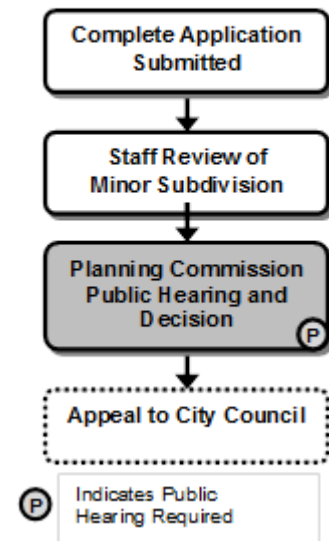 Complete Application
Submitted
Staff Review of
Minor Subdivision
Planning Commission
Public Hearing and
Decision
P
Appeal to City Council
P
Indicates Public
Hearing Required